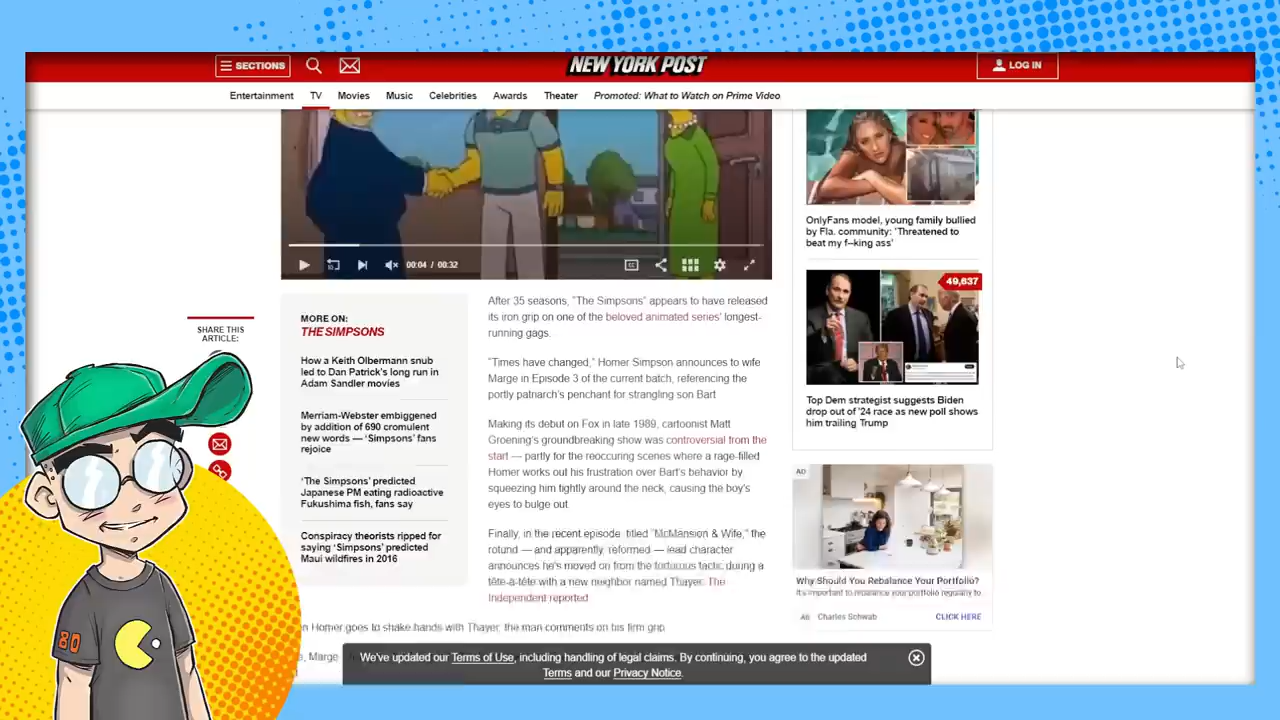 SECTIONS
NEW YORK POST
LOG IN
Entertainment TV Movies Music Celebrities Awards Theater Promoted: What to Watch on Prime Video
10
00:04 / 00:32
CC
SHARE THIS
ARTICLE:
MORE ON:
THE SIMPSONS
How a Keith Olbermann snub
led to Dan Patrick's long run in
Adam Sandler movies
Merriam-Webster embiggened
by addition of 690 cromulent
new words — 'Simpsons' fans
rejoice
'The Simpsons' predicted
Japanese PM eating radioactive
Fukushima fish, fans say
Conspiracy theorists ripped for
saying 'Simpsons' predicted
Maui wildfires in 2016
After 35 seasons, "The Simpsons" appears to have released
its iron grip on one of the beloved animated series' longest-
running gags.
"Times have changed," Homer Simpson announces to wife
Marge in Episode 3 of the current batch, referencing the
portly patriarch's penchant for strangling son Bart
Making its debut on Fox in late 1989, cartoonist Matt
Groening's groundbreaking show was controversial from the
start — partly for the reoccuring scenes where a rage-filled
Homer works out his frustration over Bart's behavior by
squeezing him tightly around the neck, causing the boy's
eyes to bulge out.
Finally, in the recent episode, titled "McMansion & Wife," the
rotund — and apparently, reformed — lead character
announces he's moved on from the tortuous tactic during a
tête-à-tête with a new neighbor named Thayer, The
Independent reported
n Homer goes to shake hands with Thayer, the man comments on his firm grip
e, Marge
OnlyFans model, young family bullied
by Fla. community: 'Threatened to
beat my f--king ass'
49,637
Top Dem strategist suggests Biden
drop out of '24 race as new poll shows
him trailing Trump
AD
Why Should You Rebalance Your Portfolio?
It's important to rebalance your portfolio regularly to
Ad Charles Schwab CLICK HERE
We've updated our Terms of Use, including handling of legal claims. By continuing, you agree to the updated
Terms and our Privacy Notice.
80